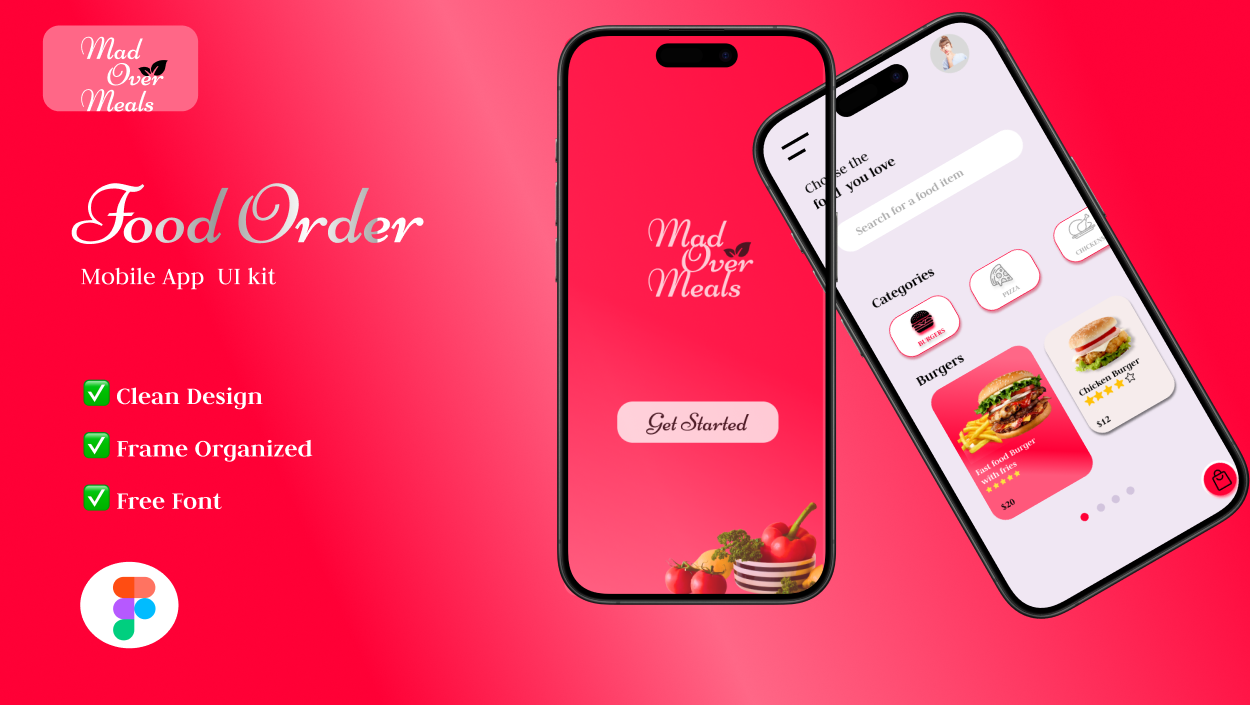 Mad
Over
Meals
Food Order
Mobile App UI kit
Clean Design
Frame Organized
Free Font
Mad
Over
Meals
Get Started
Choose the
food you love
Search for a food item
Categories
BURGERS
PIZZA
CHICKEN
Burgers
Fast food Burger
with fries
$20
Chicken Burger
$12